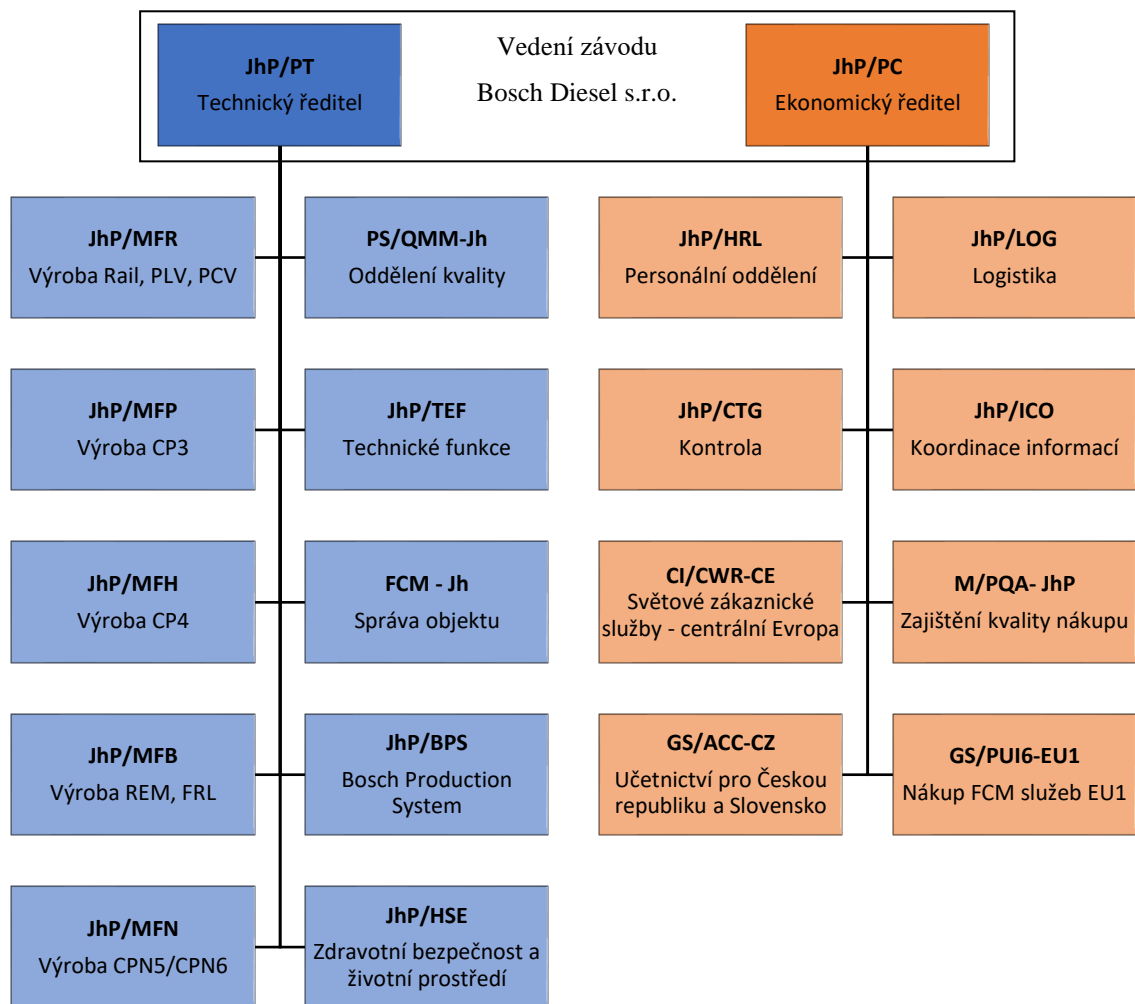 Vedení závodu
Bosch Diesel s.r.o.
JhP/PT
Technický ředitel
JhP/PC
Ekonomický ředitel
JhP/MFR
Výroba Rail, PLV, PCV
PS/QMM-Jh
Oddělení kvality
JhP/HRL
Personální oddělení
JhP/LOG
Logistika
JhP/MFP
Výroba CP3
JhP/TEF
Technické funkce
JhP/CTG
Kontrola
JhP/ICO
Koordinace informací
JhP/MFH
Výroba CP4
FCM - Jh
Správa objektu
CI/CWR-CE
Světové zákaznické
služby - centrální Evropa
M/PQA- JhP
Zajištění kvality nákupu
JhP/MFB
Výroba REM, FRL
JhP/BPS
Bosch Production
System
GS/ACC-CZ
Učetnictví pro Českou
republiku a Slovensko
GS/PUI6-EU1
Nákup FCM služeb EU1
JhP/MFN
Výroba CPN5/CPN6
JhP/HSE
Zdravotní bezpečnost a
životní prostředí